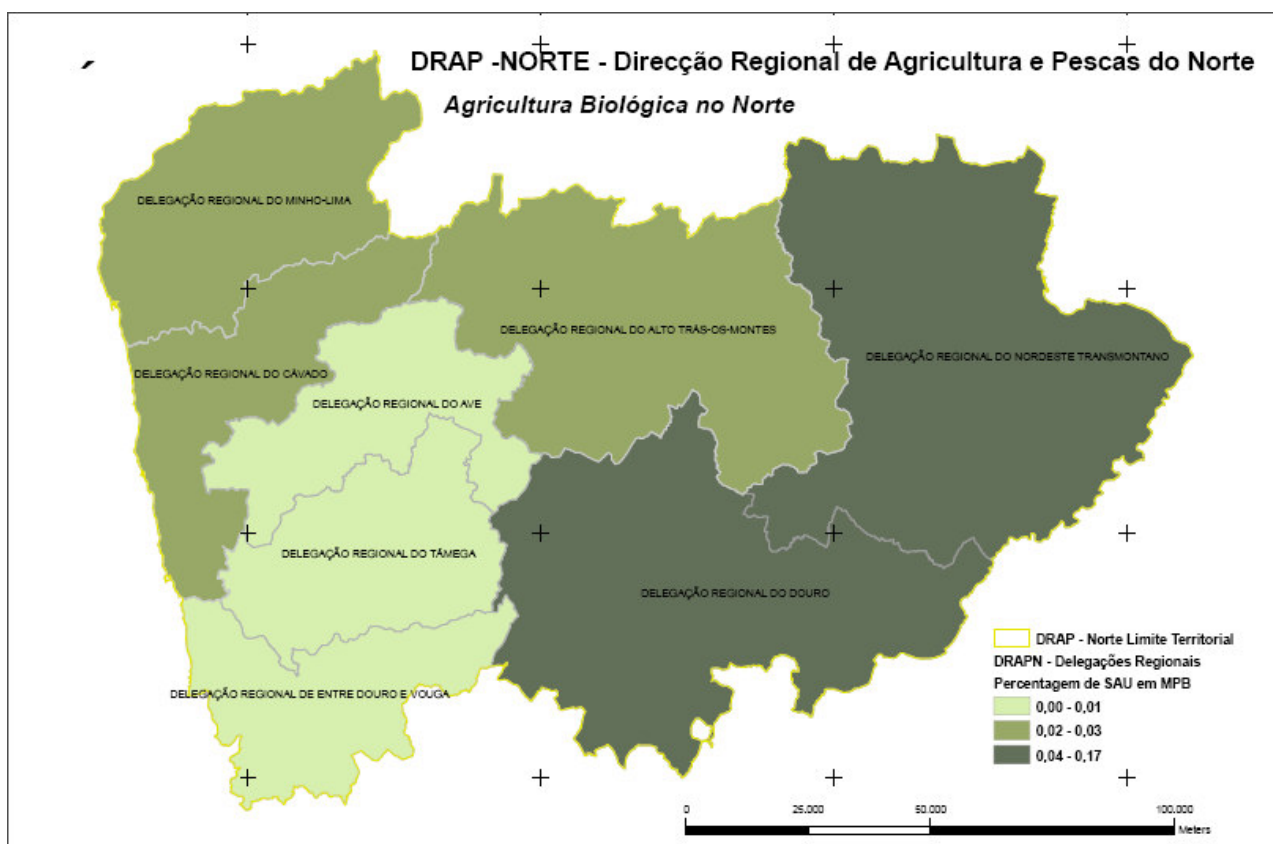 DRAP -NORTE - Direcção Regional de Agricultura e Pescas do Norte
Agricultura Biológica no Norte
DELEGAÇÃO REGIONAL DO MINHO-LIMA
DELEGAÇÃO REGIONAL DO ALTO TRÁS-OS-MONTES
DELEGAÇÃO REGIONAL DO NORDESTE TRANSMONTANO
DELEGAÇÃO REGIONAL DO CÁVADO
DELEGAÇÃO REGIONAL DO AVE
DELEGAÇÃO REGIONAL DO TÂMEGA
DELEGAÇÃO REGIONAL DO DOURO
DELEGAÇÃO REGIONAL DE ENTRE DOURO E VOUGA
DRAP - Norte Limite Territorial
DRAPN - Delegações Regionais
Percentagem de SAU em MPB
0,00 - 0,01
0,02 - 0,03
0,04 - 0,17
0 25.000 50.000 100.000
Meters